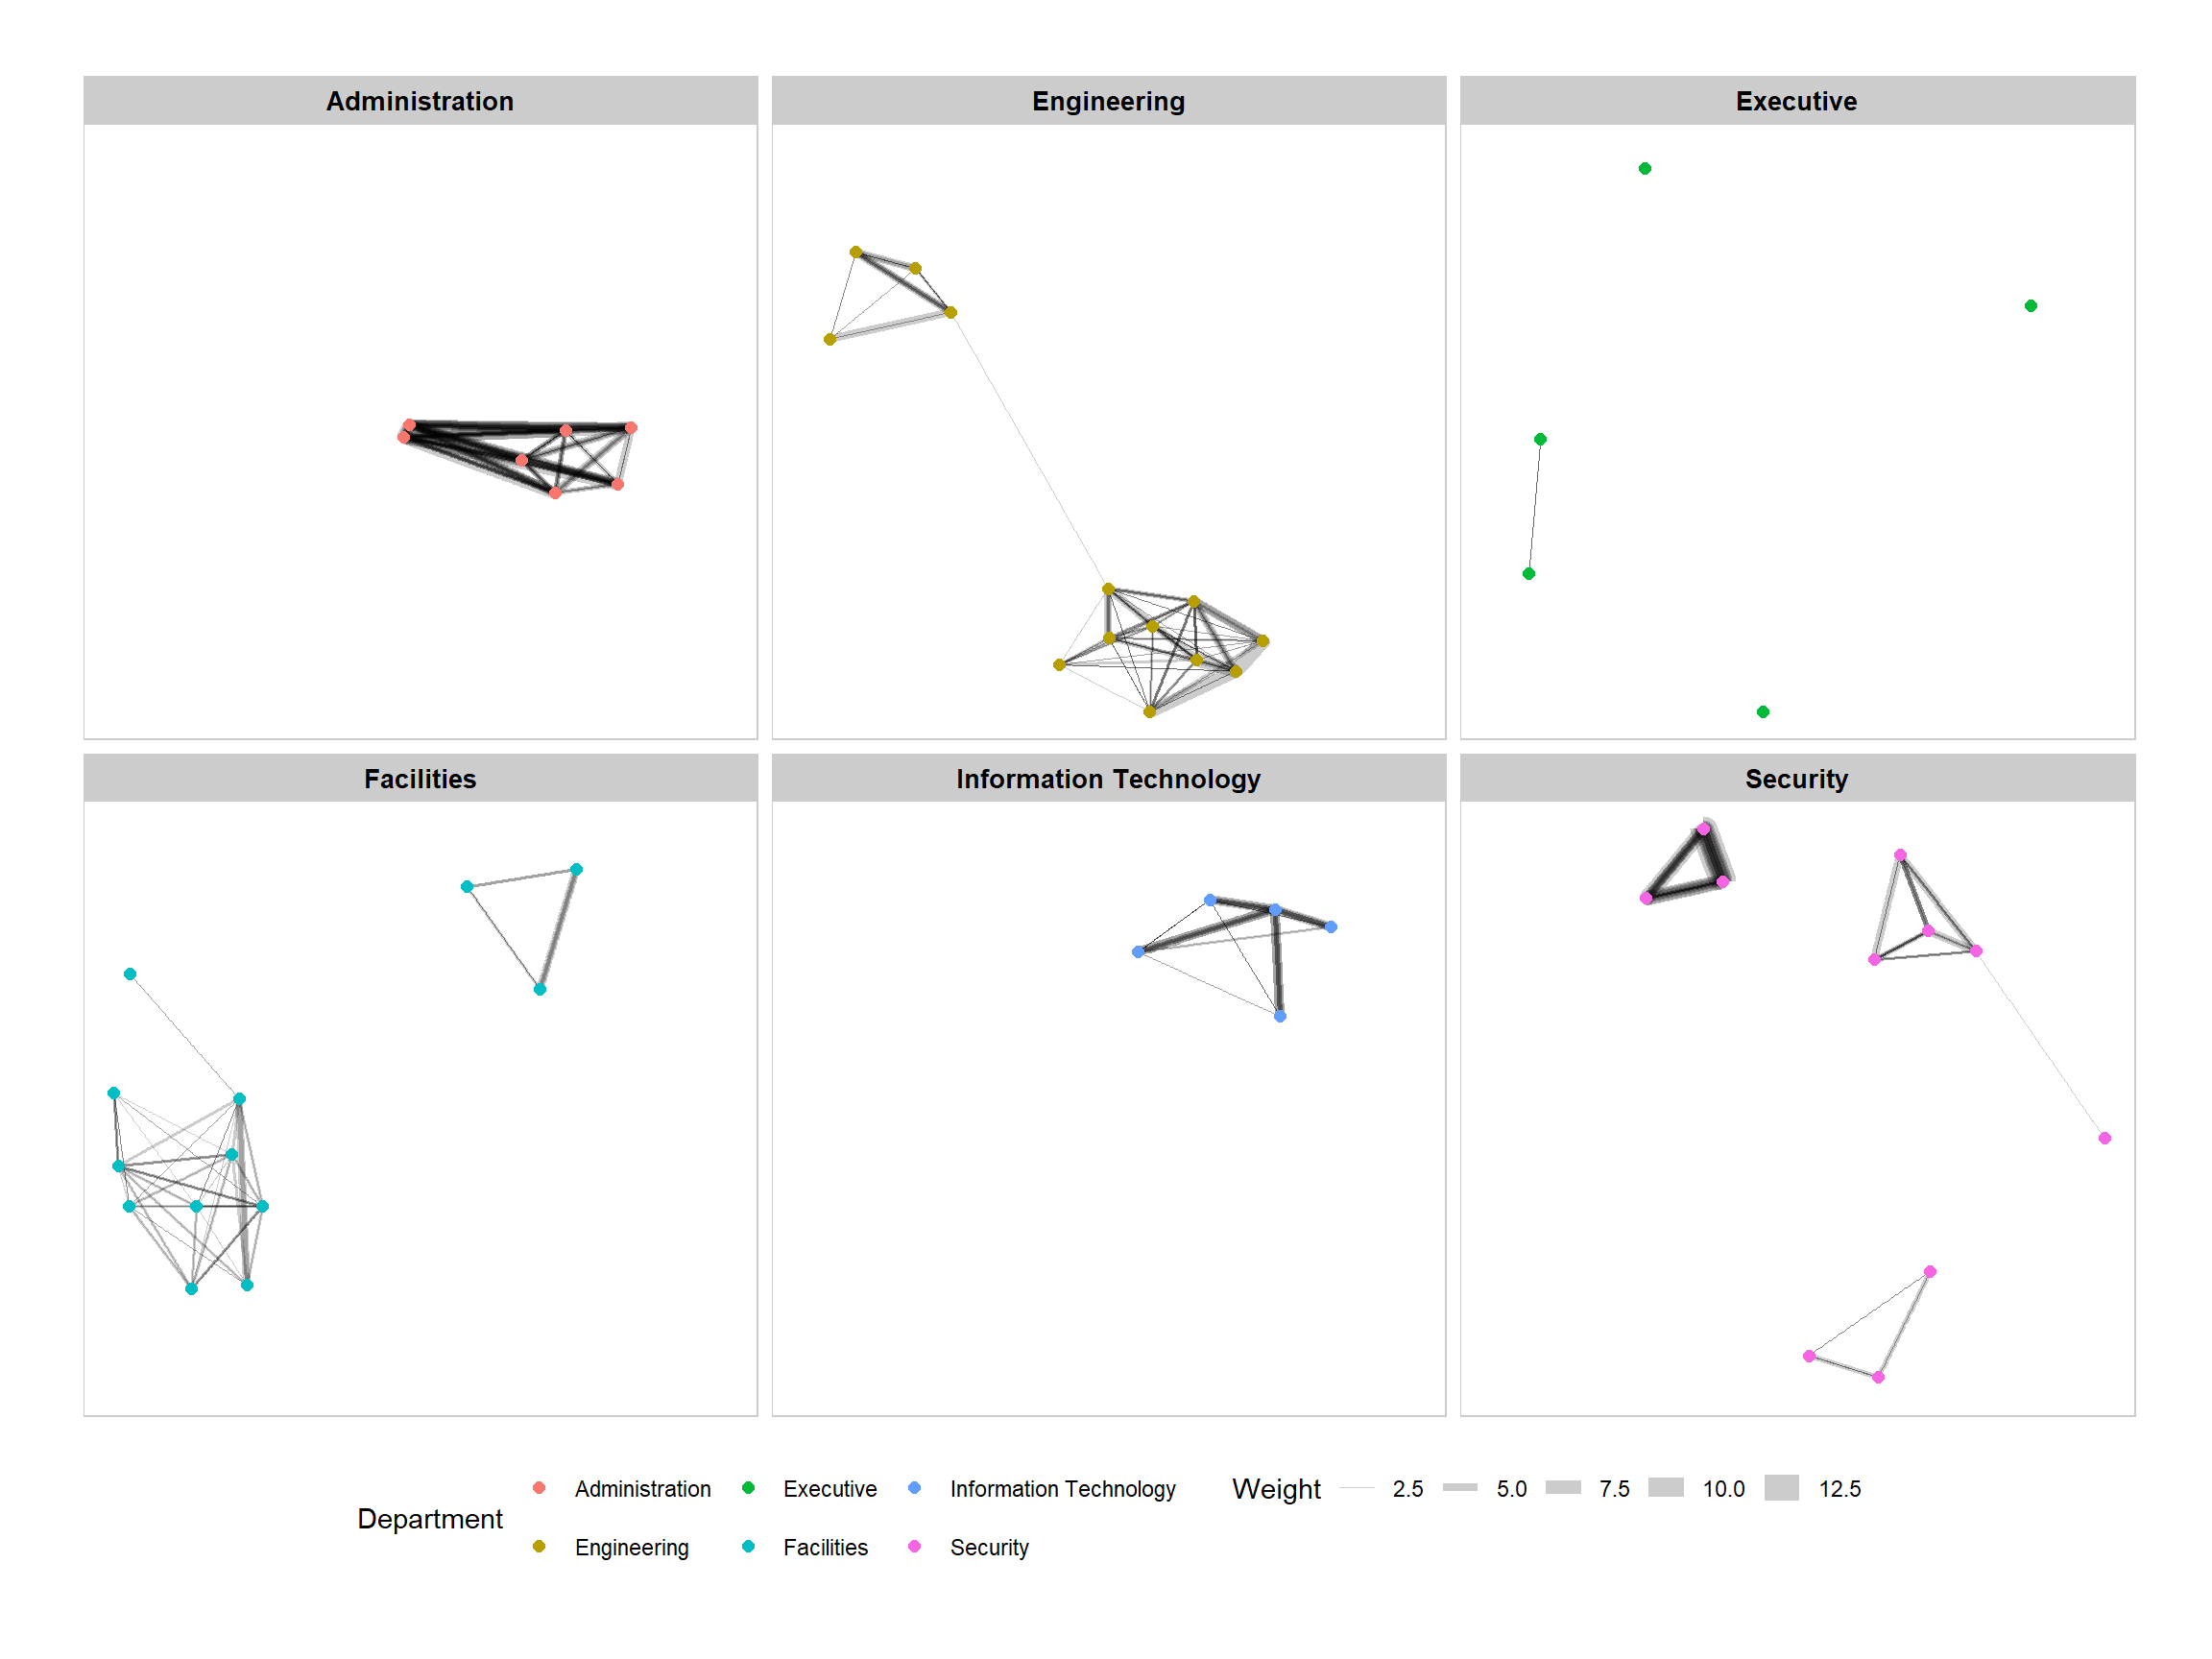 Administration
Engineering
Executive
Facilities
Information Technology
Security
Department
Administration
Executive
Information Technology
Engineering
Facilities
Security
Weight
2.5
5.0
7.5
10.0
12.5